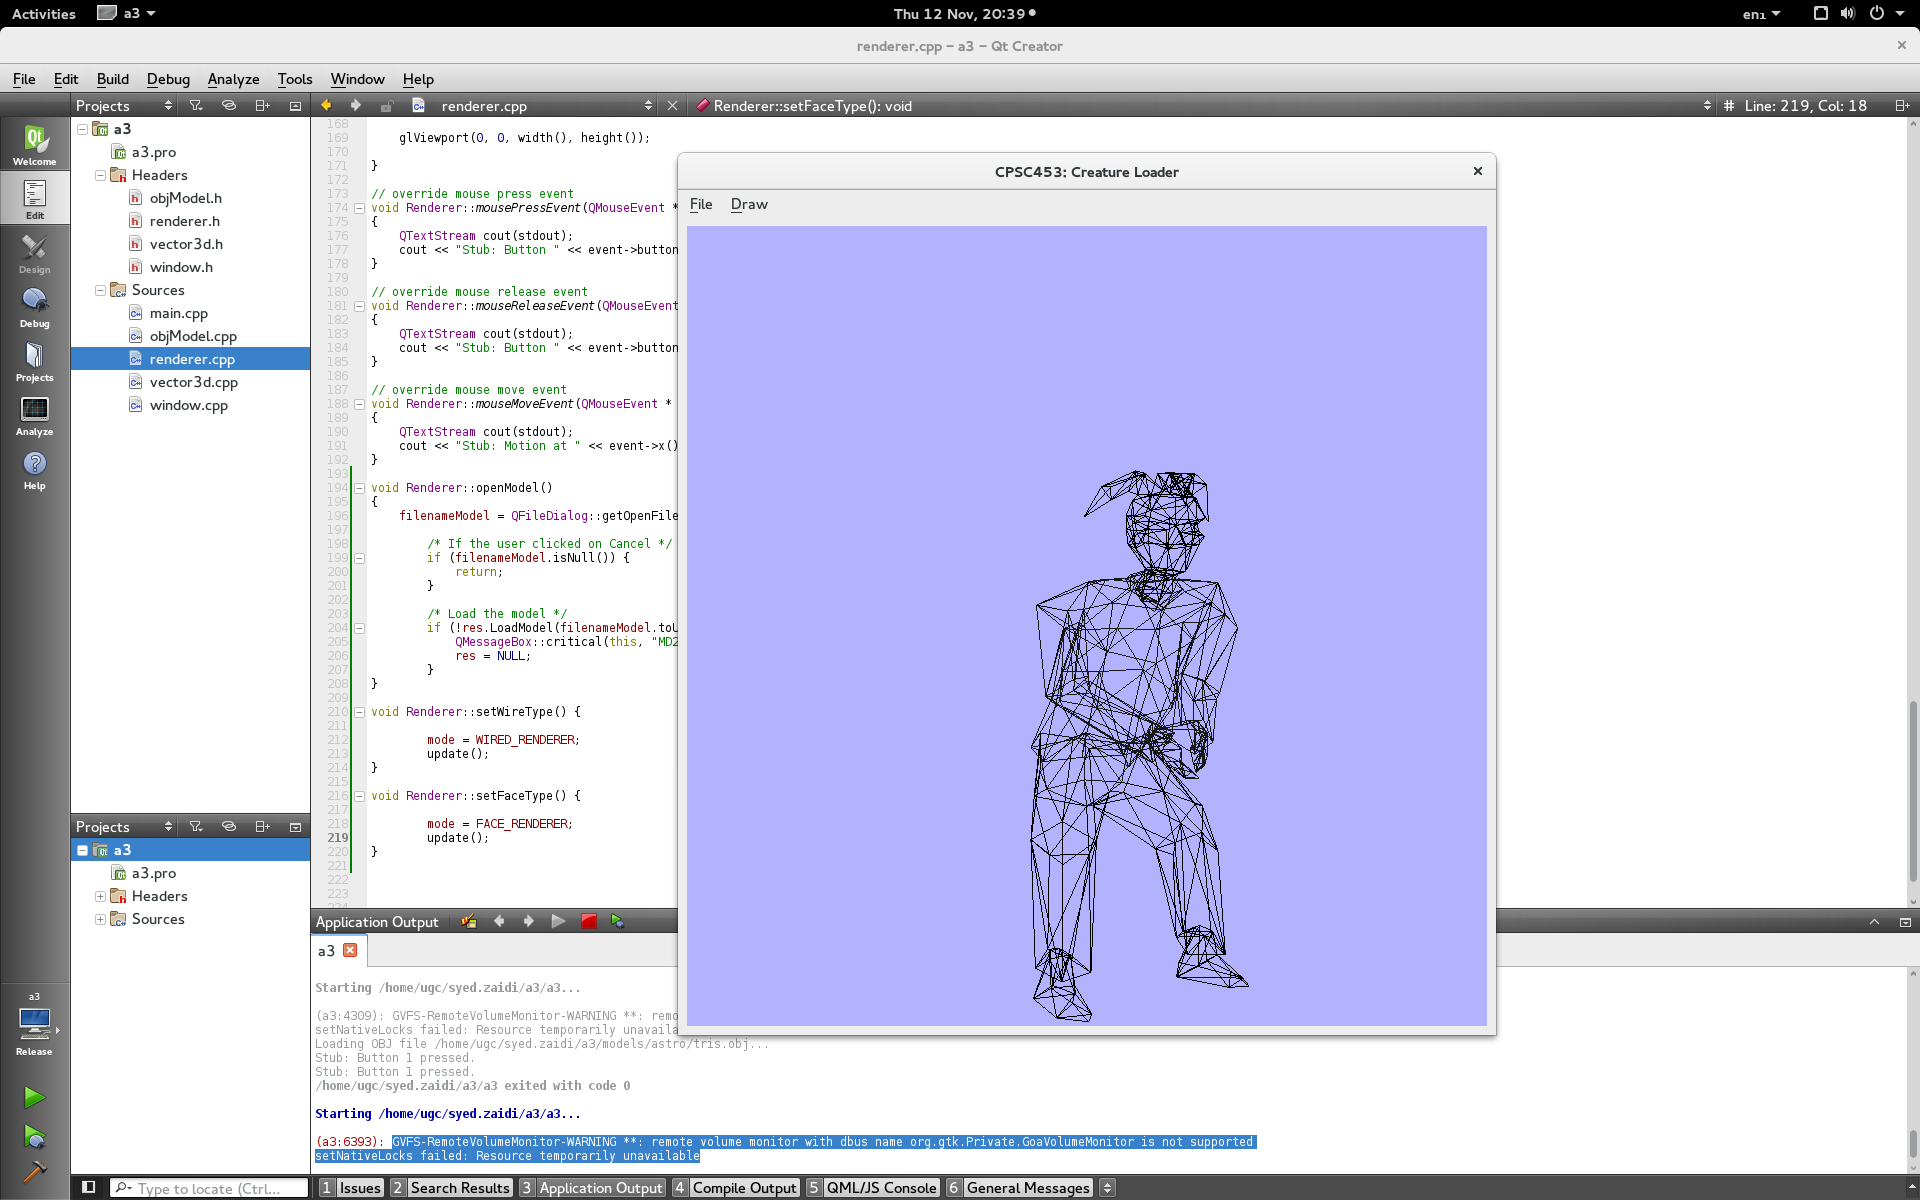 Activities a3 Thu 12 Nov, 20:39 en₁
renderer.cpp – a3 – Qt Creator
File Edit Build Debug Analyze Tools Window Help
Projects renderer.cpp Renderer::setFaceType(): void # Line: 219, Col: 18
Welcome
Edit
Design
Debug
Projects
Analyze
Help
a3
a3.pro
Headers
objModel.h
renderer.h
vector3d.h
window.h
Sources
main.cpp
objModel.cpp
renderer.cpp
vector3d.cpp
window.cpp
Projects
a3
a3.pro
Headers
Sources
a3
Release
168
169 glViewport(0, 0, width(), height());
170
171 }
172
173 // override mouse press event
174 void Renderer::mousePressEvent(QMouseEvent *
175 {
176 QTextStream cout(stdout);
177 cout << "Stub: Button " << event->button
178 }
179
180 // override mouse release event
181 void Renderer::mouseReleaseEvent(QMouseEvent
182 {
183 QTextStream cout(stdout);
184 cout << "Stub: Button " << event->button
185 }
186
187 // override mouse move event
188 void Renderer::mouseMoveEvent(QMouseEvent *
189 {
190 QTextStream cout(stdout);
191 cout << "Stub: Motion at " << event->x()
192 }
193
194 void Renderer::openModel()
195 {
196 filenameModel = QFileDialog::getOpenFile
197
198 /* If the user clicked on Cancel */
199 if (filenameModel.isNull()) {
200 return;
201 }
202
203 /* Load the model */
204 if (!res.LoadModel(filenameModel.toU
205 QMessageBox::critical(this, "MD2
206 res = NULL;
207 }
208 }
209
210 void Renderer::setWireType() {
211
212 mode = WIRED_RENDERER;
213 update();
214 }
215
216 void Renderer::setFaceType() {
217
218 mode = FACE_RENDERER;
219 update();
220 }
221
222
223
CPSC453: Creature Loader
File Draw
Application Output
a3
Starting /home/ugc/syed.zaidi/a3/a3...
(a3:4309): GVFS-RemoteVolumeMonitor-WARNING **: remo
setNativeLocks failed: Resource temporarily unavaila
Loading OBJ file /home/ugc/syed.zaidi/a3/models/astro/tris.obj...
Stub: Button 1 pressed.
Stub: Button 1 pressed.
/home/ugc/syed.zaidi/a3/a3 exited with code 0
Starting /home/ugc/syed.zaidi/a3/a3...
(a3:6393): GVFS-RemoteVolumeMonitor-WARNING **: remote volume monitor with dbus name org.gtk.Private.GoaVolumeMonitor is not supported
setNativeLocks failed: Resource temporarily unavailable
Type to locate (Ctrl... 1 Issues 2 Search Results 3 Application Output 4 Compile Output 5 QML/JS Console 6 General Messages